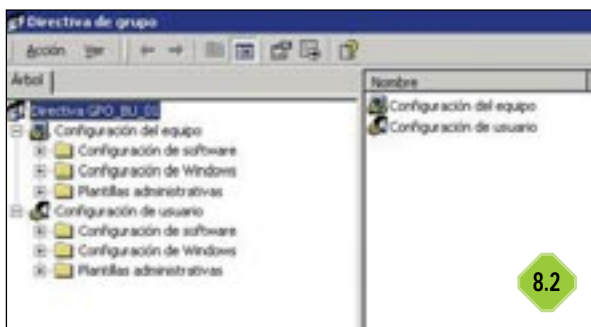 Directiva de grupo
Acción Ver
Árbol
Directiva GPO_BU_01
Configuración del equipo
Configuración de software
Configuración de Windows
Plantillas administrativas
Configuración de usuario
Configuración de software
Configuración de Windows
Plantillas administrativas
Nombre
Configuración del equipo
Configuración de usuario
8.2